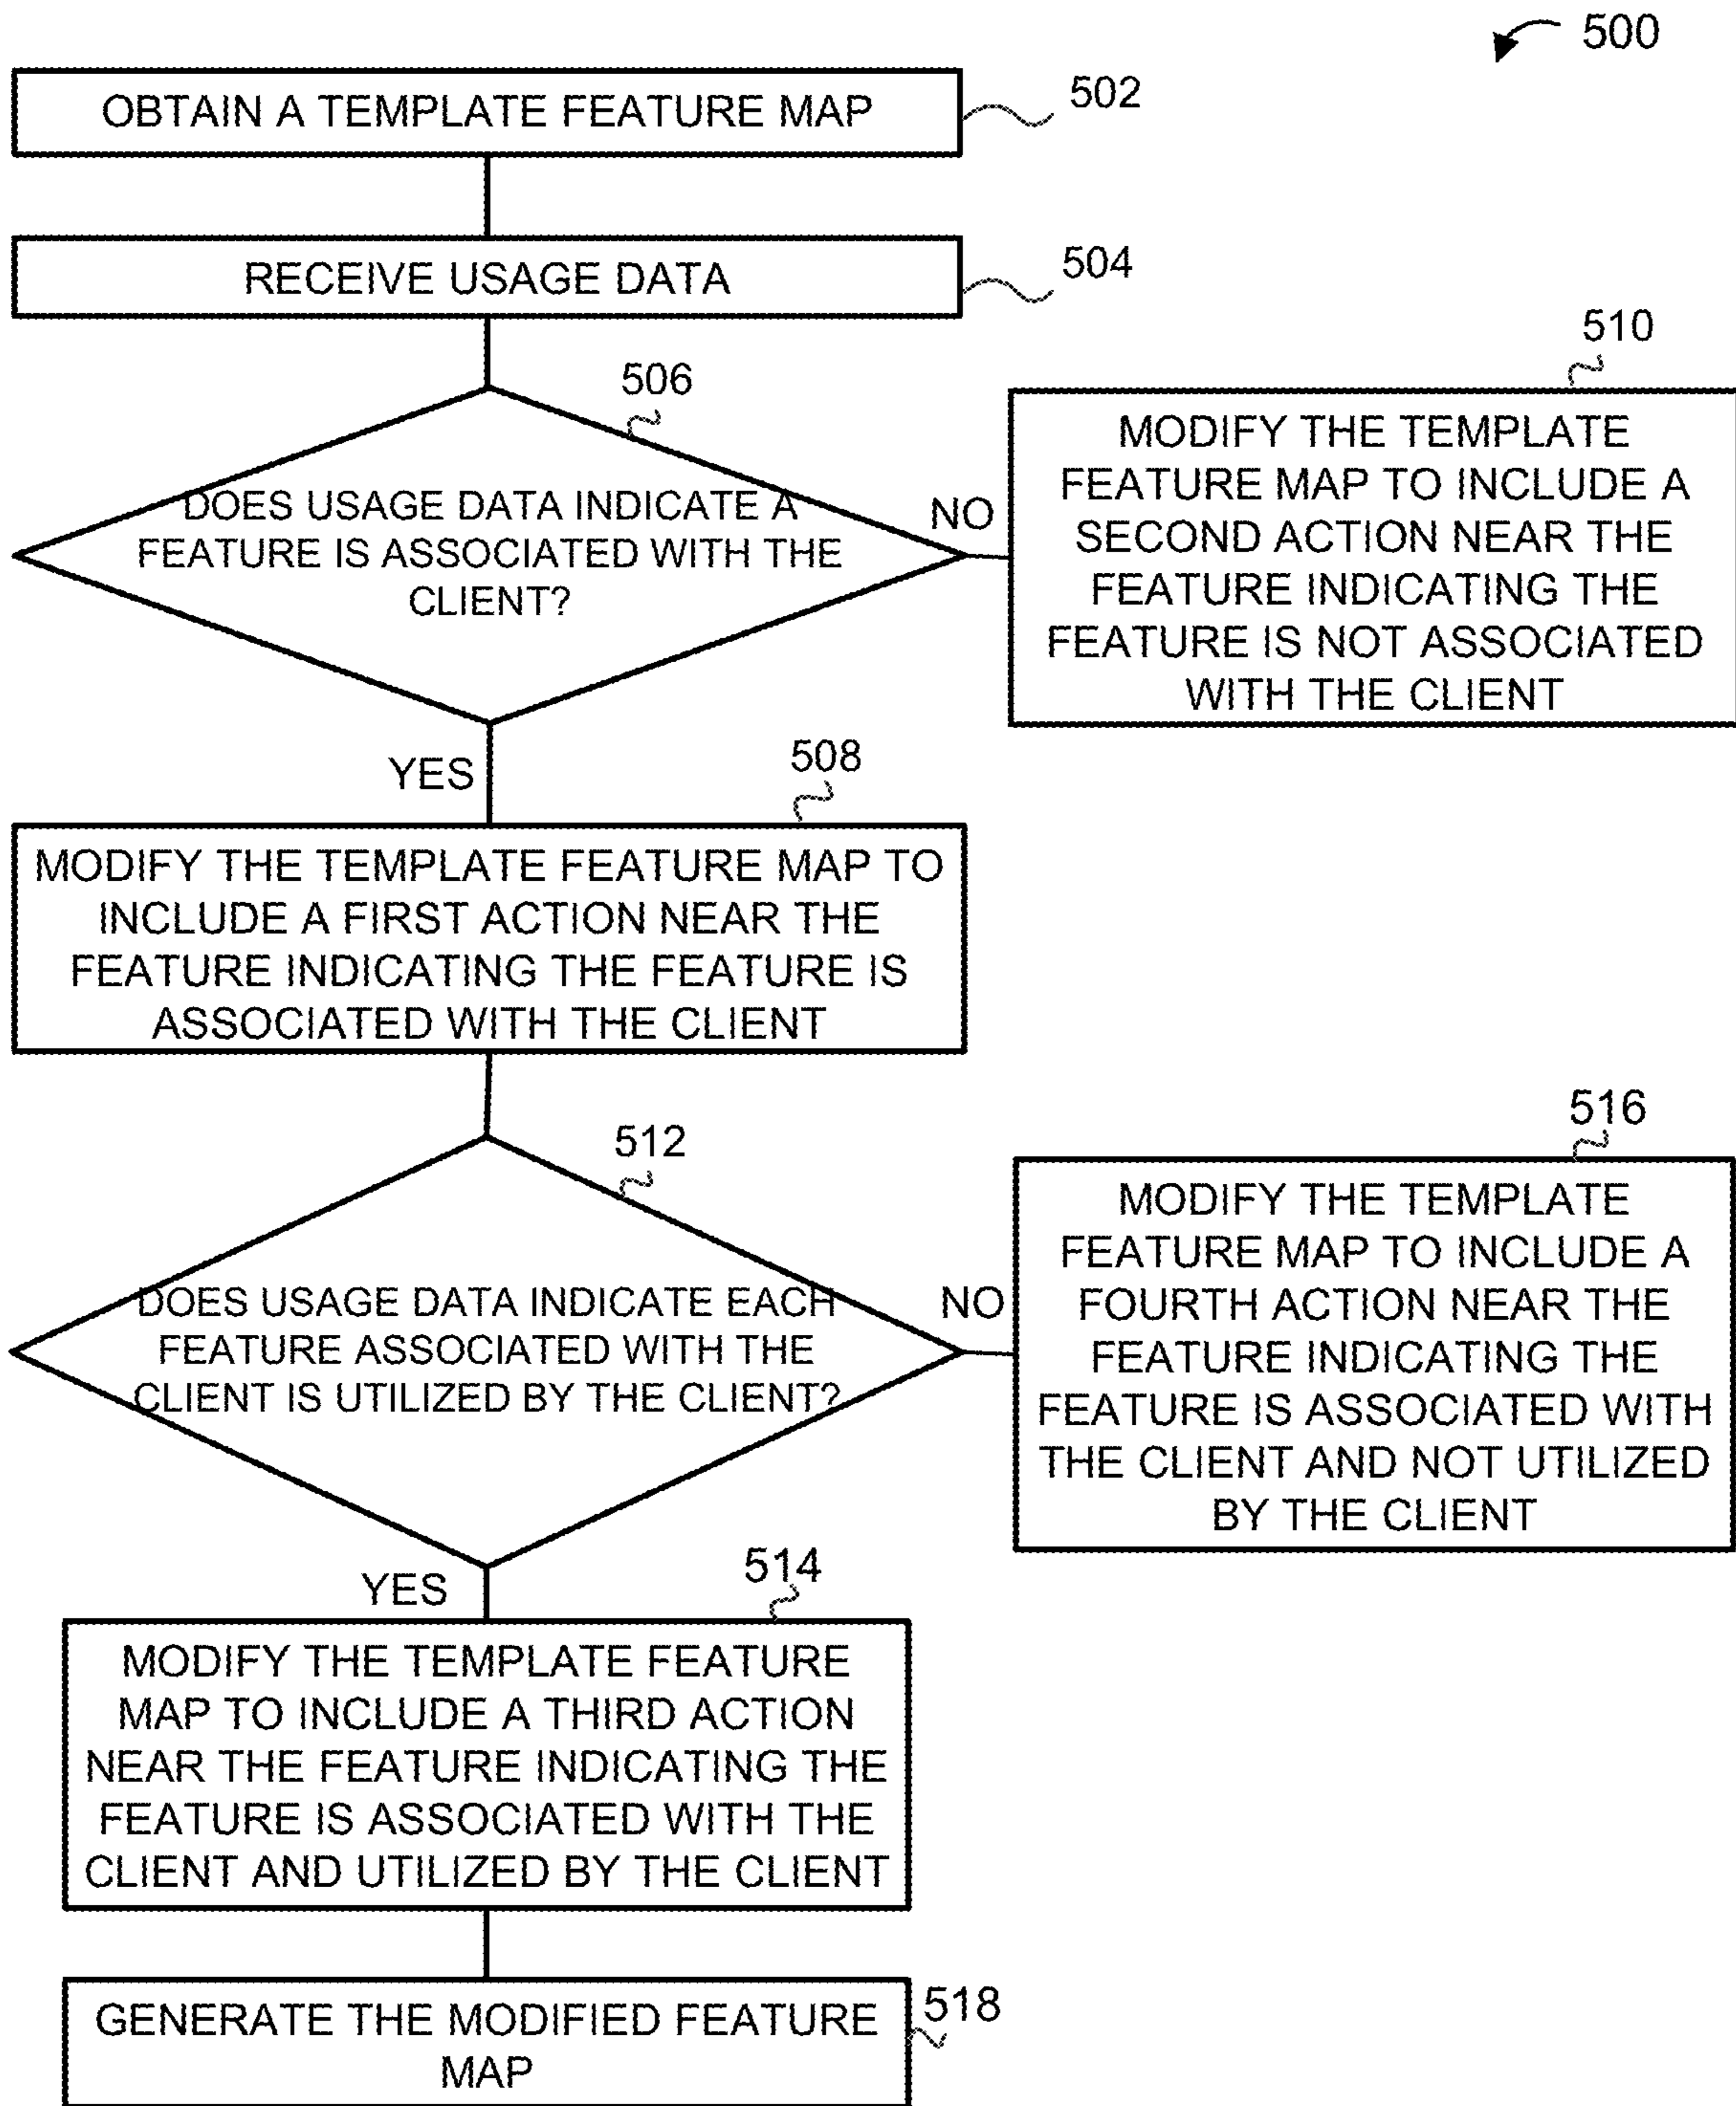 500
OBTAIN A TEMPLATE FEATURE MAP
502
RECEIVE USAGE DATA
504
506
DOES USAGE DATA INDICATE A
FEATURE IS ASSOCIATED WITH THE
CLIENT?
NO
510
MODIFY THE TEMPLATE
FEATURE MAP TO INCLUDE A
SECOND ACTION NEAR THE
FEATURE INDICATING THE
FEATURE IS NOT ASSOCIATED
WITH THE CLIENT
YES
508
MODIFY THE TEMPLATE FEATURE MAP TO
INCLUDE A FIRST ACTION NEAR THE
FEATURE INDICATING THE FEATURE IS
ASSOCIATED WITH THE CLIENT
512
DOES USAGE DATA INDICATE EACH
FEATURE ASSOCIATED WITH THE
CLIENT IS UTILIZED BY THE CLIENT?
NO
516
MODIFY THE TEMPLATE
FEATURE MAP TO INCLUDE A
FOURTH ACTION NEAR THE
FEATURE INDICATING THE
FEATURE IS ASSOCIATED WITH
THE CLIENT AND NOT UTILIZED
BY THE CLIENT
YES
514
MODIFY THE TEMPLATE FEATURE
MAP TO INCLUDE A THIRD ACTION
NEAR THE FEATURE INDICATING THE
FEATURE IS ASSOCIATED WITH THE
CLIENT AND UTILIZED BY THE CLIENT
GENERATE THE MODIFIED FEATURE
MAP
518